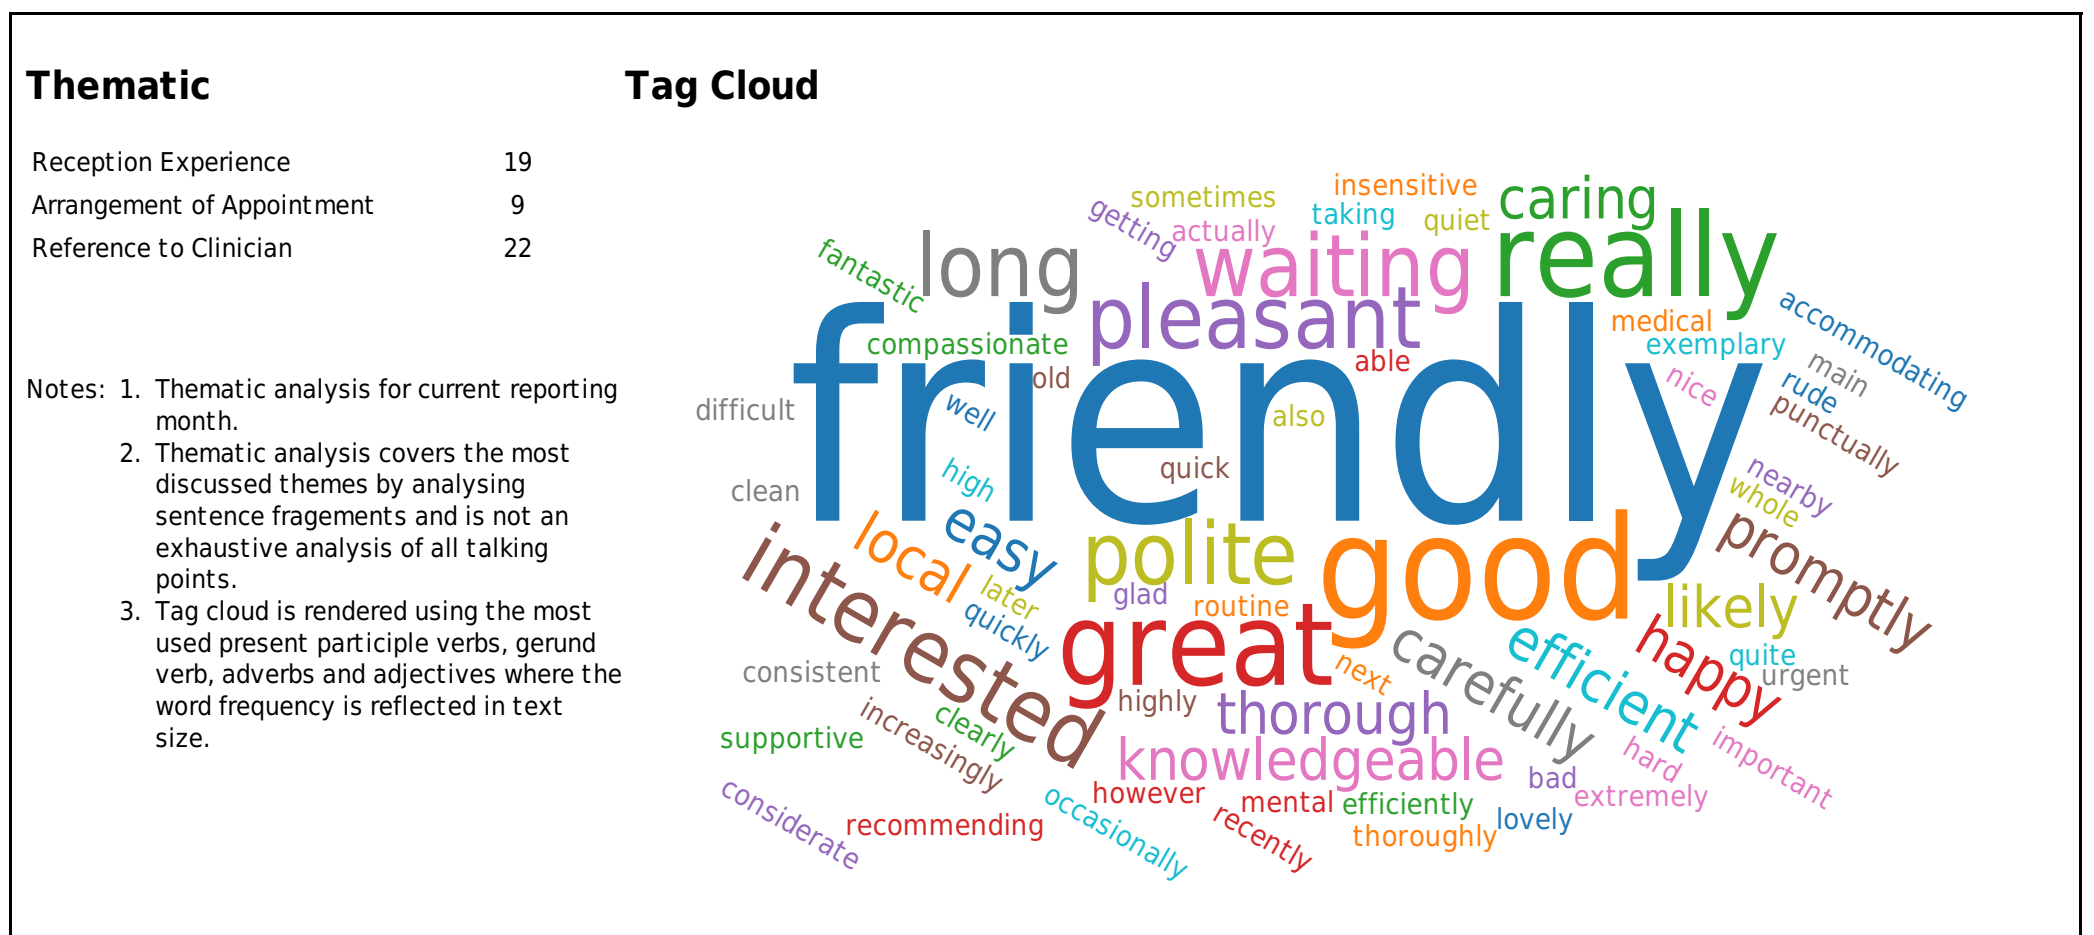 Thematic
Tag Cloud
Reception Experience 19
Arrangement of Appointment 9
Reference to Clinician 22
Notes: 1. Thematic analysis for current reporting
month.
2. Thematic analysis covers the most
discussed themes by analysing
sentence fragements and is not an
exhaustive analysis of all talking
points.
3. Tag cloud is rendered using the most
used present participle verbs, gerund
verb, adverbs and adjectives where the
word frequency is reflected in text
size.
insensitive
caring
sometimes
getting
taking
quiet
actually
really
long
waiting
fantastic
pleasant
accommodating
medical
compassionate
able
exemplary
friendly
old
main
nice
rude
difficult
well
also
punctually
quick
high
clean
nearby
whole
easy
local
polite
good
promptly
interested
later
glad
routine
likely
quickly
great
carefully
efficient
happy
quite
consistent
next
urgent
highly
thorough
increasingly
clearly
supportive
knowledgeable
hard
important
bad
considerate
occasionally
however
mental
efficiently
extremely
recommending
recently
thoroughly
lovely